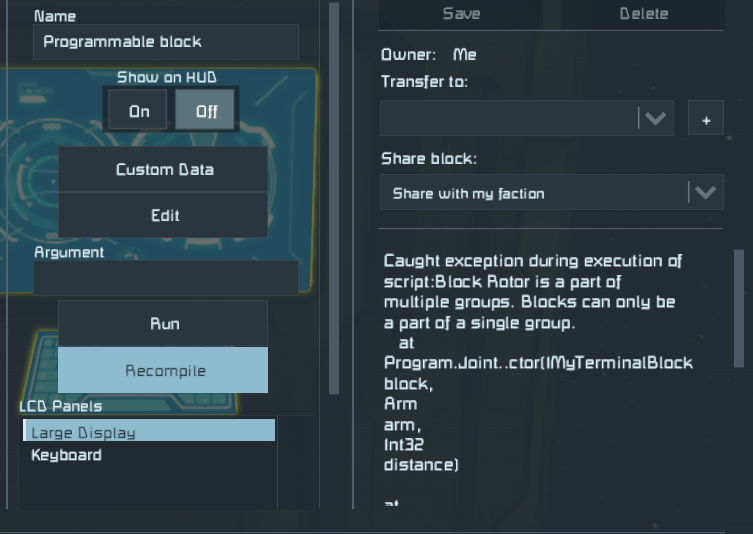 Name
Programmable block
Show on HUD
On Off
Custom Data
Edit
Argument
Run
Recompile
LCD Panels
Large Display
Keyboard
Save Delete
Owner: Me
Transfer to:
+
Share block:
Share with my faction
Caught exception during execution of
script:Block Rotor is a part of
multiple groups. Blocks can only be
a part of a single group.
at
Program.Joint..ctor(IMyTerminalBlock
block,
Arm
arm,
Int32
distance)
at